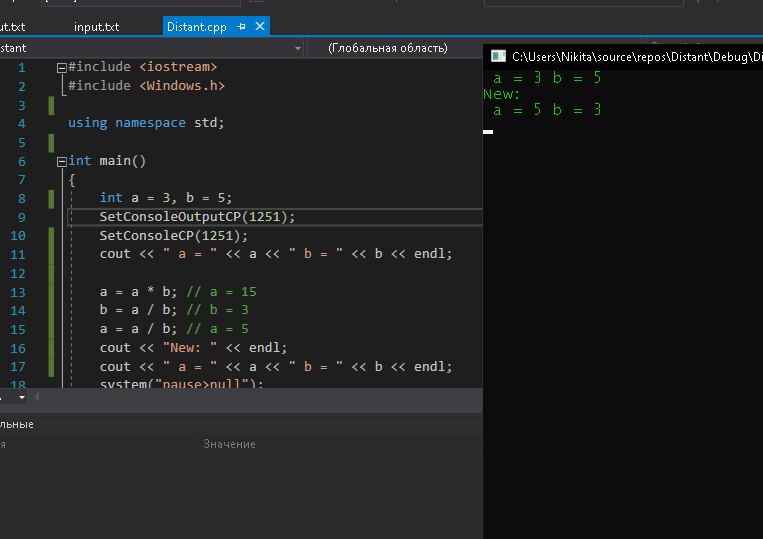 ut.txt input.txt Distant.cpp
stant (Глобальная область)
1 #include <iostream>
2 #include <Windows.h>
3
4 using namespace std;
5
6 int main()
7 {
8 int a = 3, b = 5;
9 SetConsoleOutputCP(1251);
10 SetConsoleCP(1251);
11 cout << " a = " << a << " b = " << b << endl;
12
13 a = a * b; // a = 15
14 b = a / b; // b = 3
15 a = a / b; // a = 5
16 cout << "New: " << endl;
17 cout << " a = " << a << " b = " << b << endl;
18 system("pause>null");
льные
я Значение
C:\Users\Nikita\source\repos\Distant\Debug\Di
a = 3 b = 5
New:
a = 5 b = 3